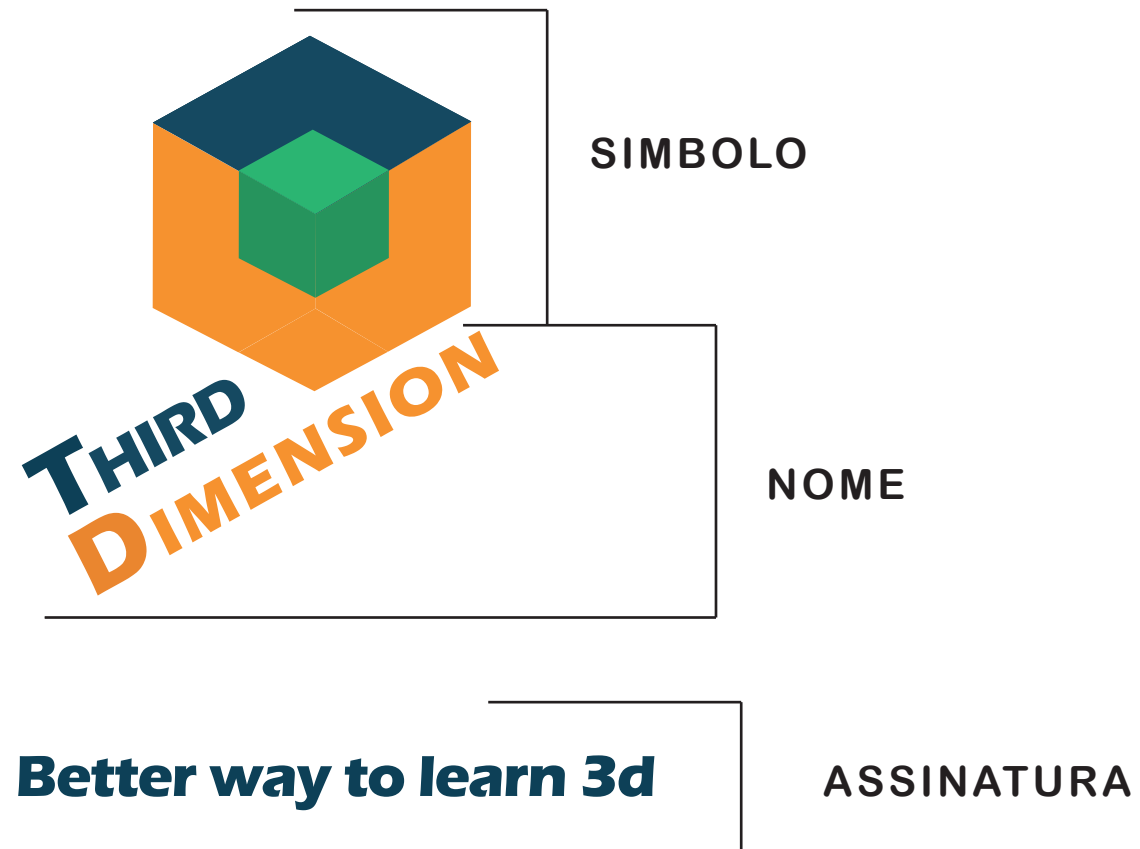 SIMBOLO
THIRD
DIMENSION
NOME
Better way to learn 3d
ASSINATURA